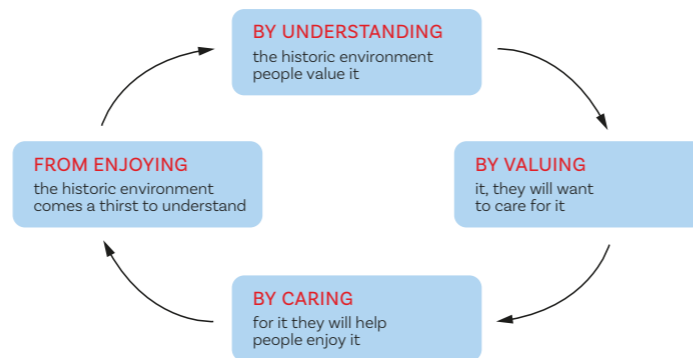 BY UNDERSTANDING
the historic environment
people value it
BY VALUING
it, they will want
to care for it
BY CARING
for it they will help
people enjoy it
FROM ENJOYING
the historic environment
comes a thirst to understand